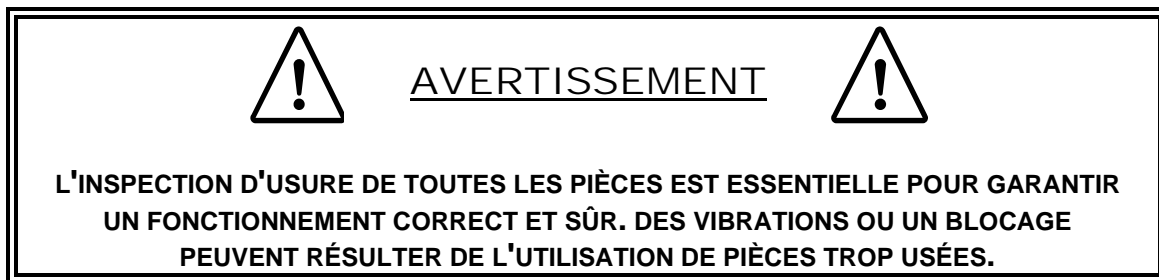 AVERTISSEMENT
L'INSPECTION D'USURE DE TOUTES LES PIÈCES EST ESSENTIELLE POUR GARANTIR
UN FONCTIONNEMENT CORRECT ET SÛR. DES VIBRATIONS OU UN BLOCAGE
PEUVENT RÉSULTER DE L'UTILISATION DE PIÈCES TROP USÉES.